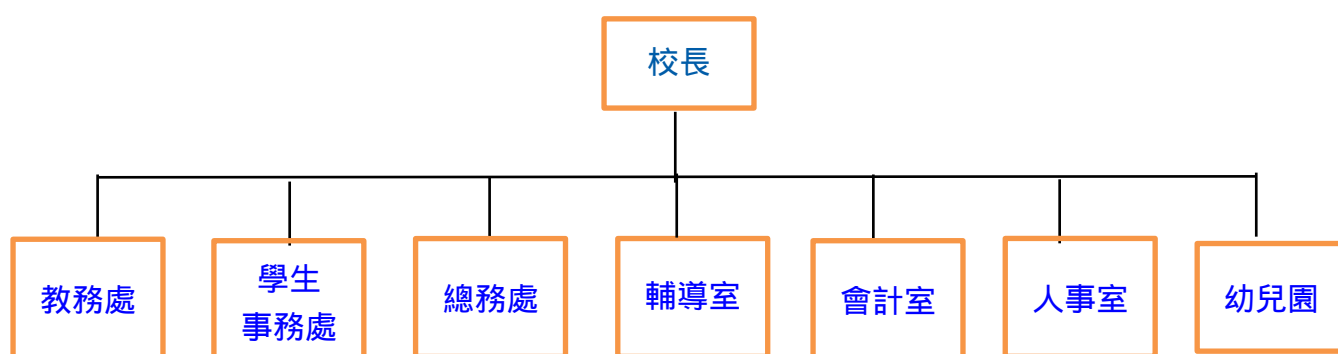 校長
教務處
學生
事務處
總務處
輔導室
會計室
人事室
幼兒園